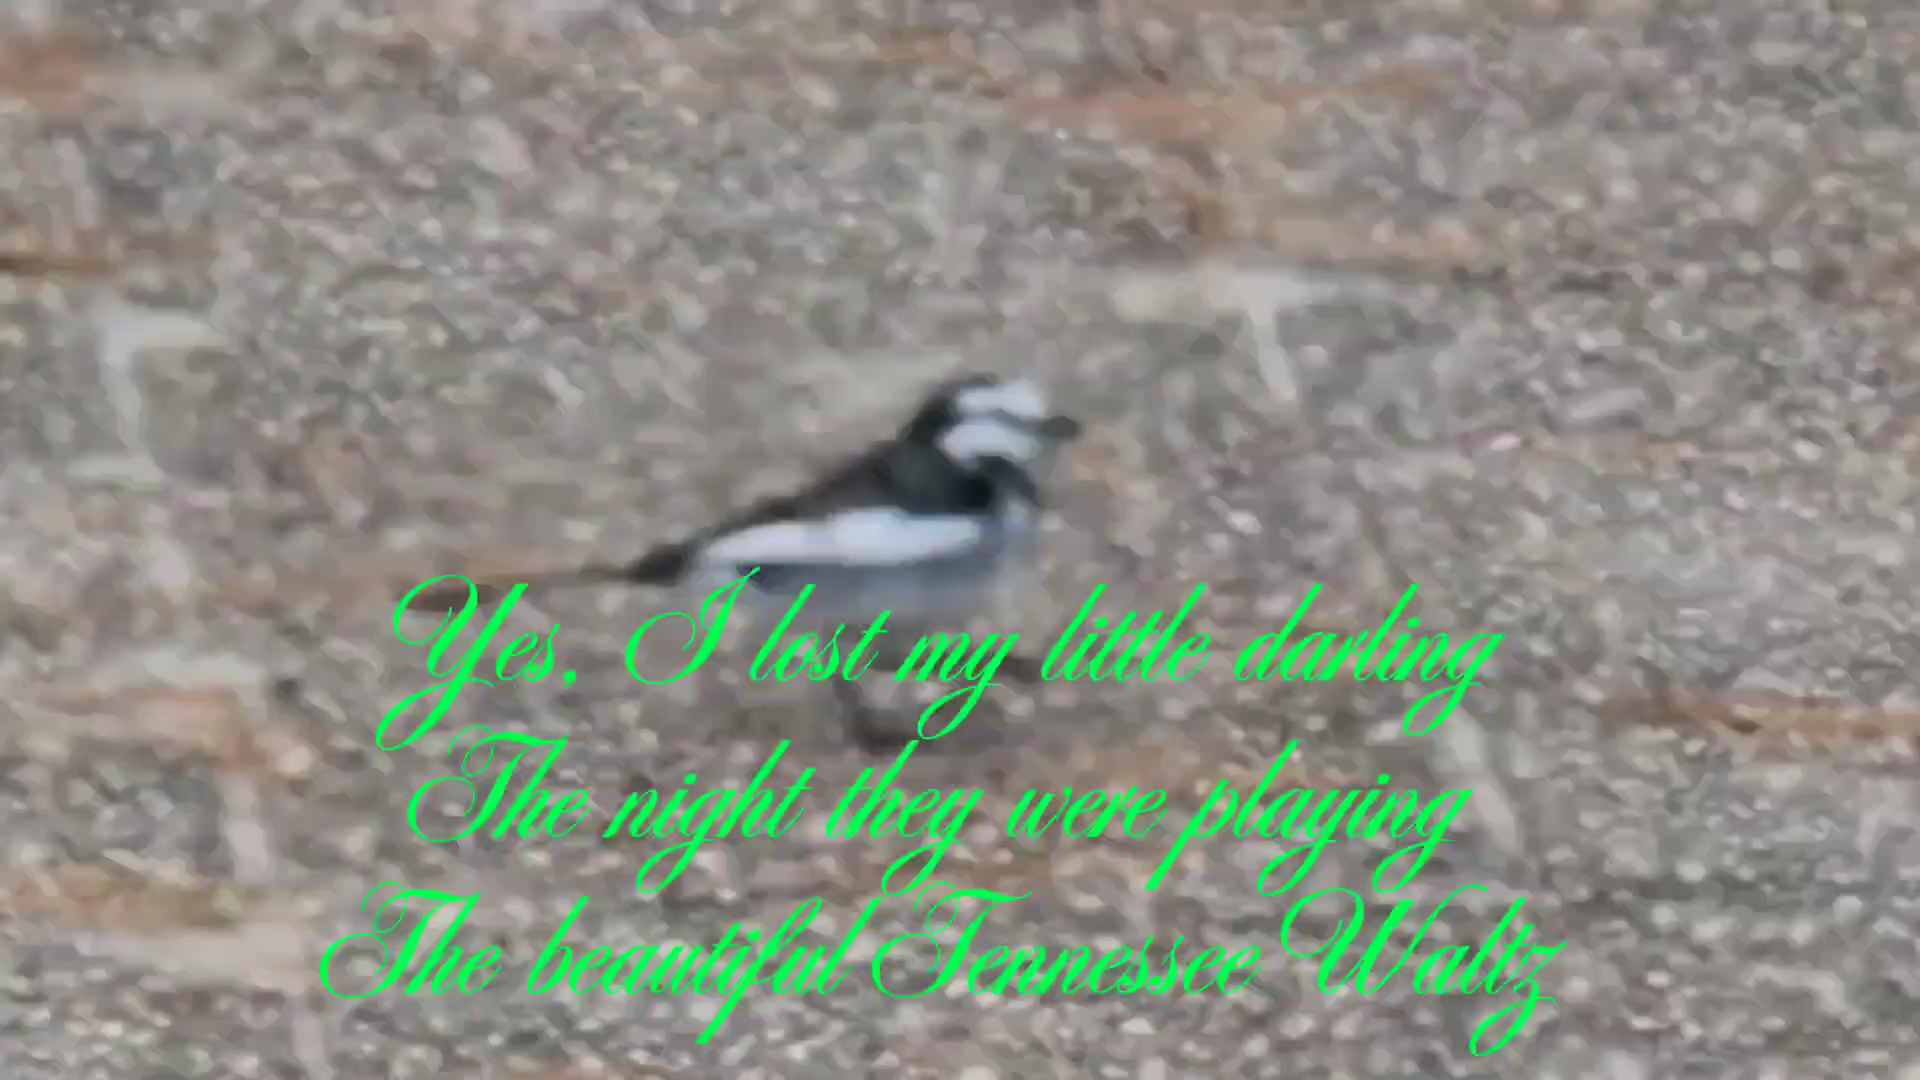 Yes, I lost my little darling
The night they were playing
The beautiful Tennessee Waltz